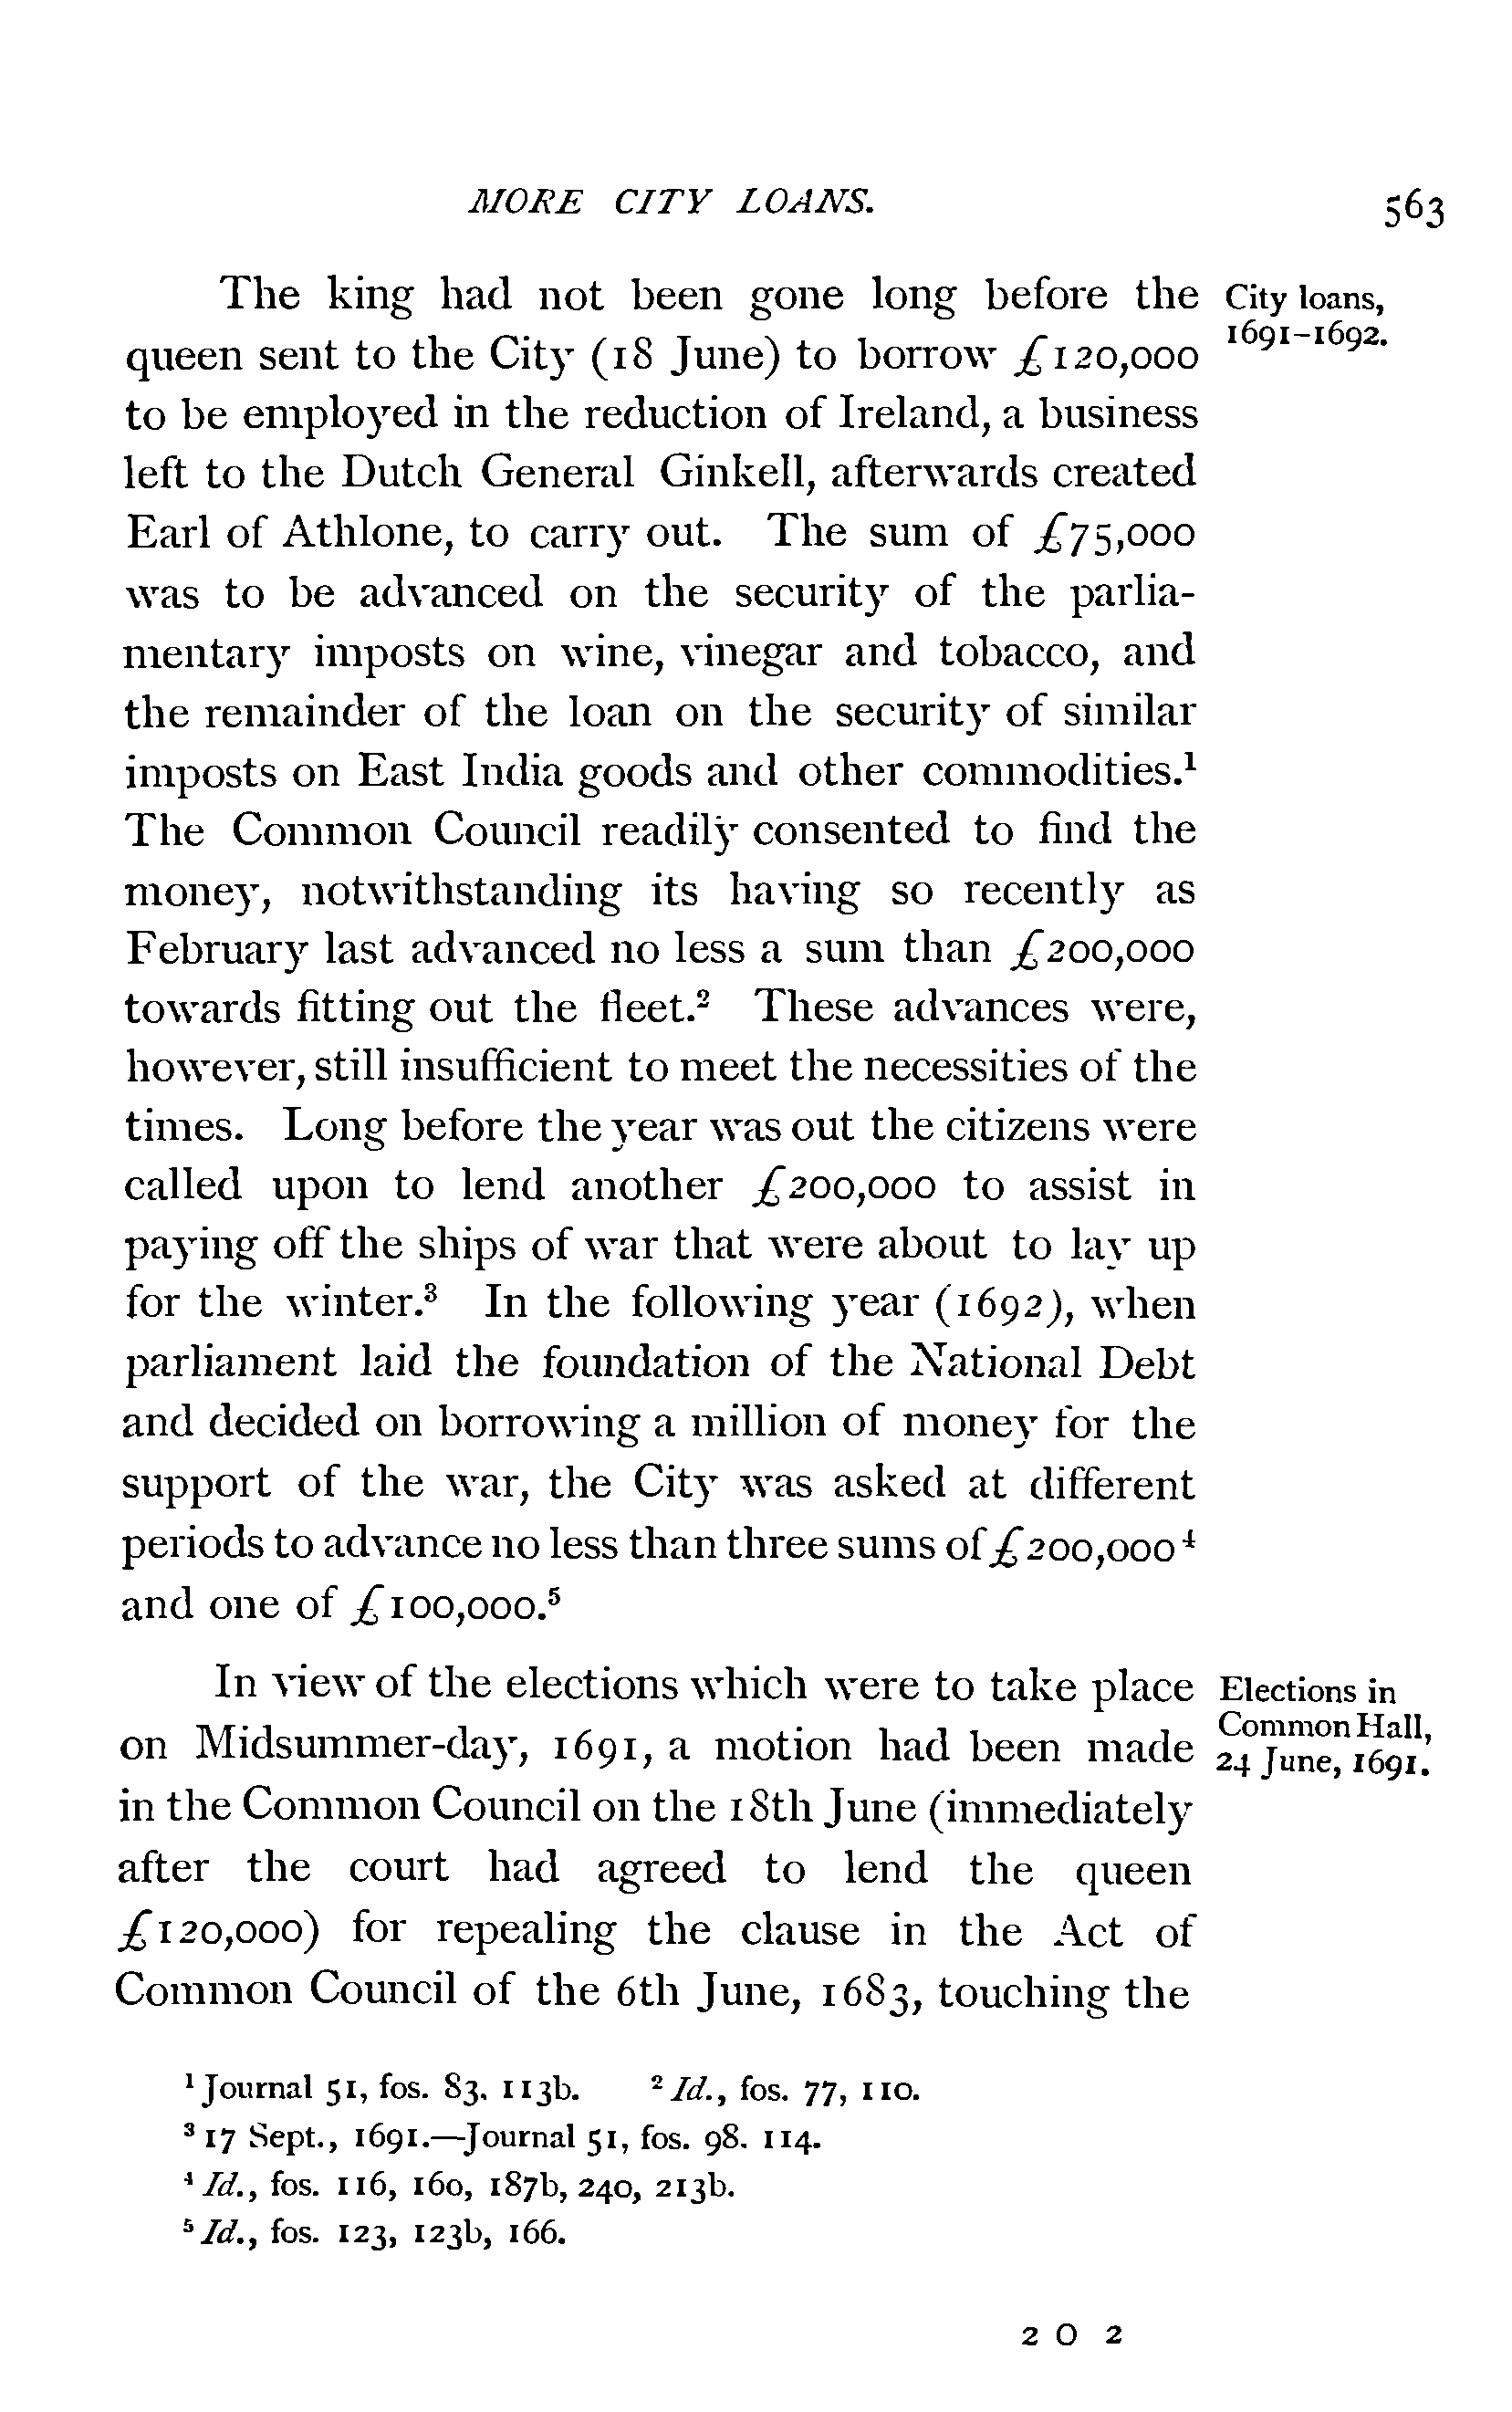 MORE CITY LOANS.
563
The king had not been gone long before the
City loans,
1691-1692.
queen sent to the City (18 June) to borrow £120,000
to be employed in the reduction of Ireland, a business
left to the Dutch General Ginkell, afterwards created
Earl of Athlone, to carry out. The sum of £75,000
was to be advanced on the security of the parlia-
mentary imposts on wine, vinegar and tobacco, and
the remainder of the loan on the security of similar
imposts on East India goods and other commodities.¹
The Common Council readily consented to find the
money, notwithstanding its having so recently as
February last advanced no less a sum than £200,000
towards fitting out the fleet.² These advances were,
however, still insufficient to meet the necessities of the
times. Long before the year was out the citizens were
called upon to lend another £200,000 to assist in
paying off the ships of war that were about to lay up
for the winter.³ In the following year (1692), when
parliament laid the foundation of the National Debt
and decided on borrowing a million of money for the
support of the war, the City was asked at different
periods to advance no less than three sums of £200,000⁴
and one of £100,000.⁵
In view of the elections which were to take place
Elections in
Common Hall,
24 June, 1691.
on Midsummer-day, 1691, a motion had been made
in the Common Council on the 18th June (immediately
after the court had agreed to lend the queen
£120,000) for repealing the clause in the Act of
Common Council of the 6th June, 1683, touching the
¹ Journal 51, fos. 83, 113b. ² Id., fos. 77, 110.
³ 17 Sept., 1691.—Journal 51, fos. 98, 114.
⁴ Id., fos. 116, 160, 187b, 240, 213b.
⁵ Id., fos. 123, 123b, 166.
2 O 2